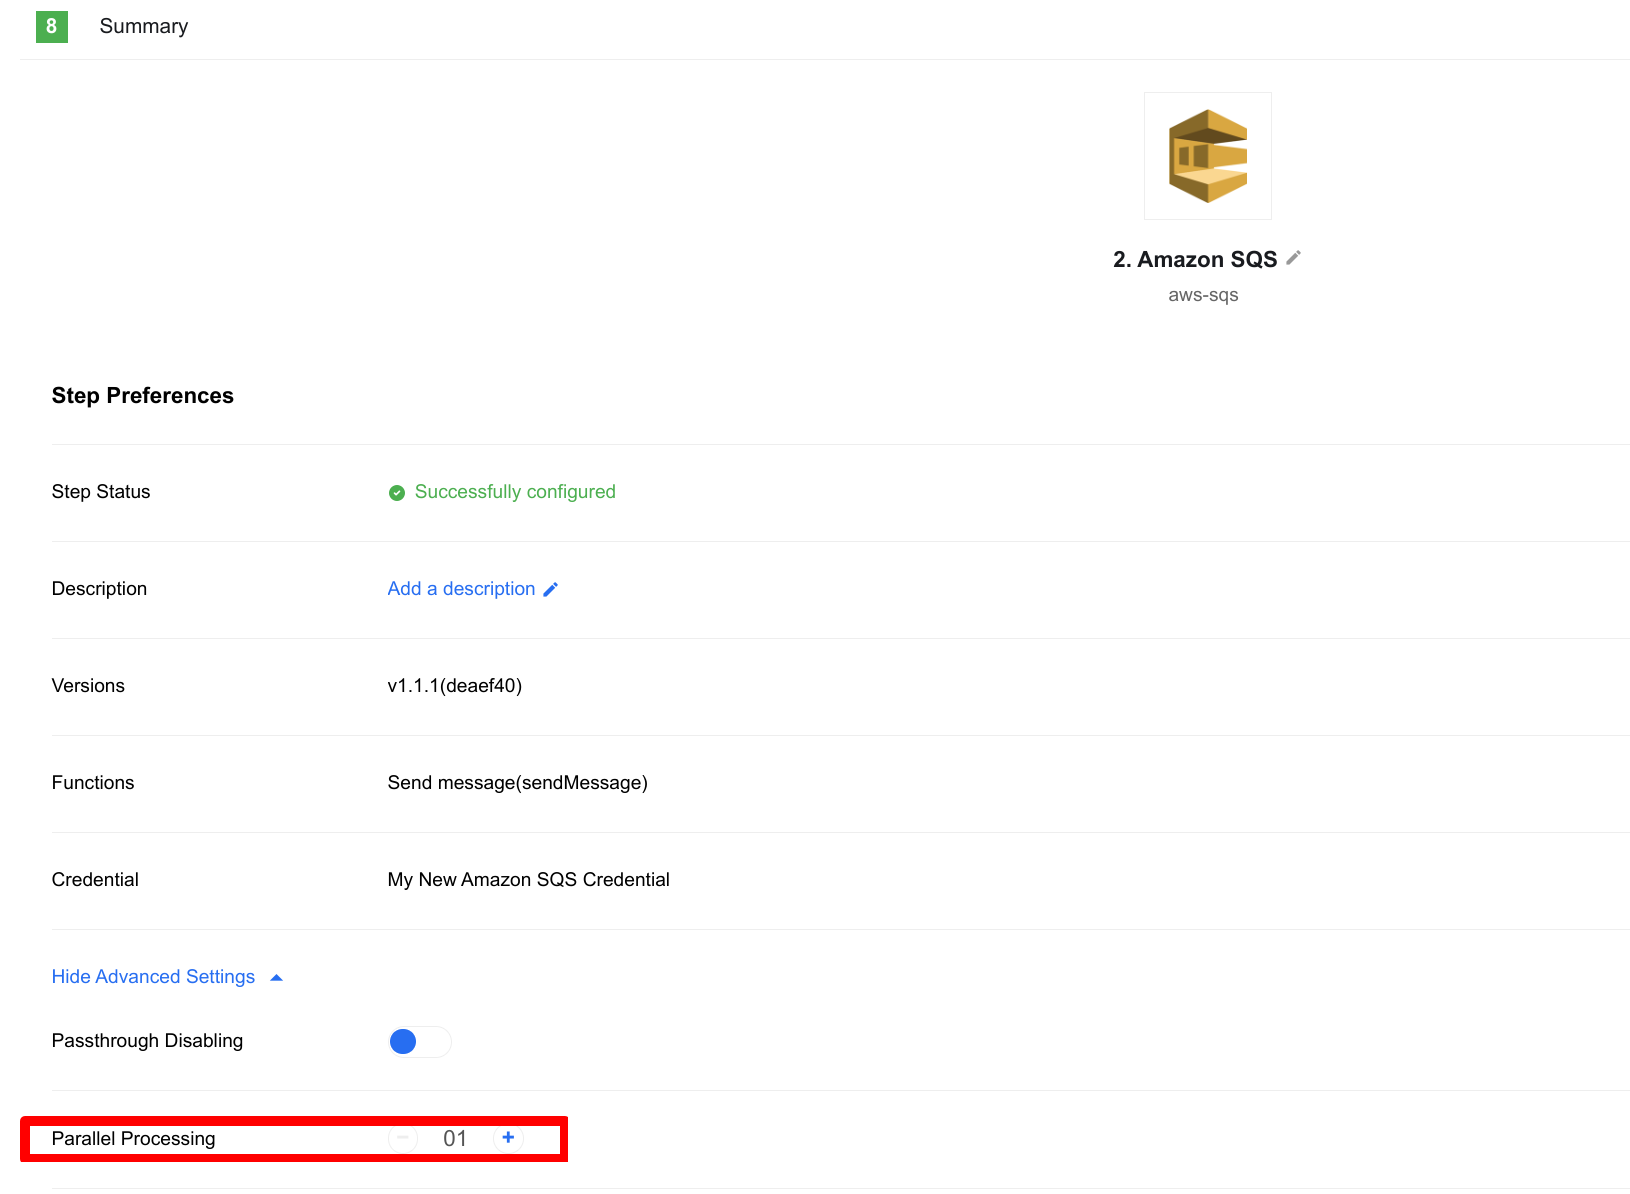 8 Summary
2. Amazon SQS
aws-sqs
Step Preferences
Step Status Successfully configured
Description Add a description
Versions v1.1.1(deaef40)
Functions Send message(sendMessage)
Credential My New Amazon SQS Credential
Hide Advanced Settings
Passthrough Disabling
Parallel Processing − 01 +